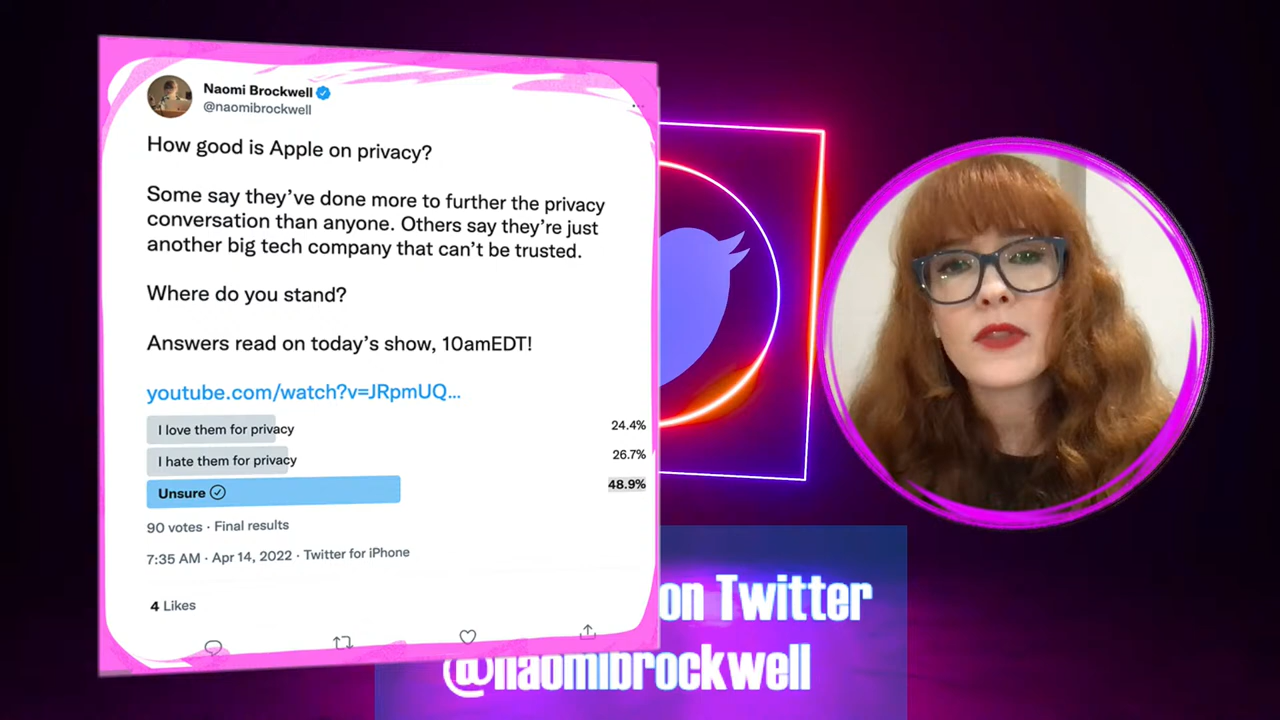 Naomi Brockwell
@naomibrockwell
...
How good is Apple on privacy?
Some say they've done more to further the privacy
conversation than anyone. Others say they're just
another big tech company that can't be trusted.
Where do you stand?
Answers read on today's show, 10amEDT!
youtube.com/watch?v=JRpmUQ...
I love them for privacy 24.4%
I hate them for privacy 26.7%
Unsure 48.9%
90 votes · Final results
7:35 AM · Apr 14, 2022 · Twitter for iPhone
4 Likes
on Twitter
@naomibrockwell